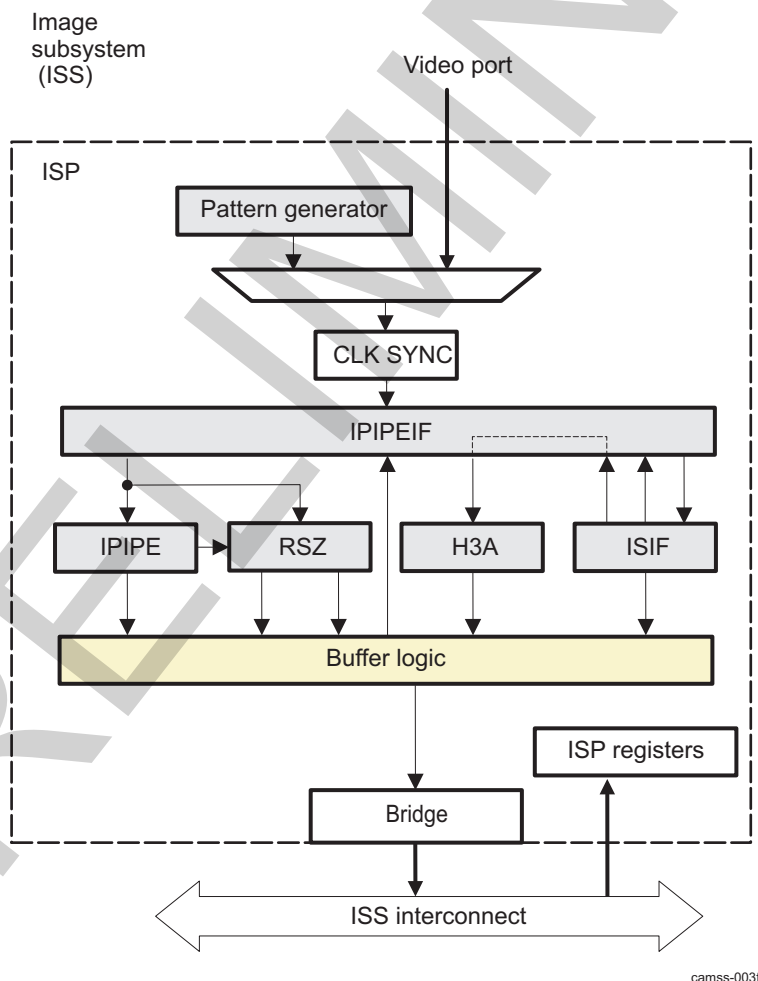 Image
subsystem
(ISS)
Video port
ISP
Pattern generator
CLK SYNC
IPIPEIF
IPIPE
RSZ
H3A
ISIF
Buffer logic
ISP registers
Bridge
ISS interconnect